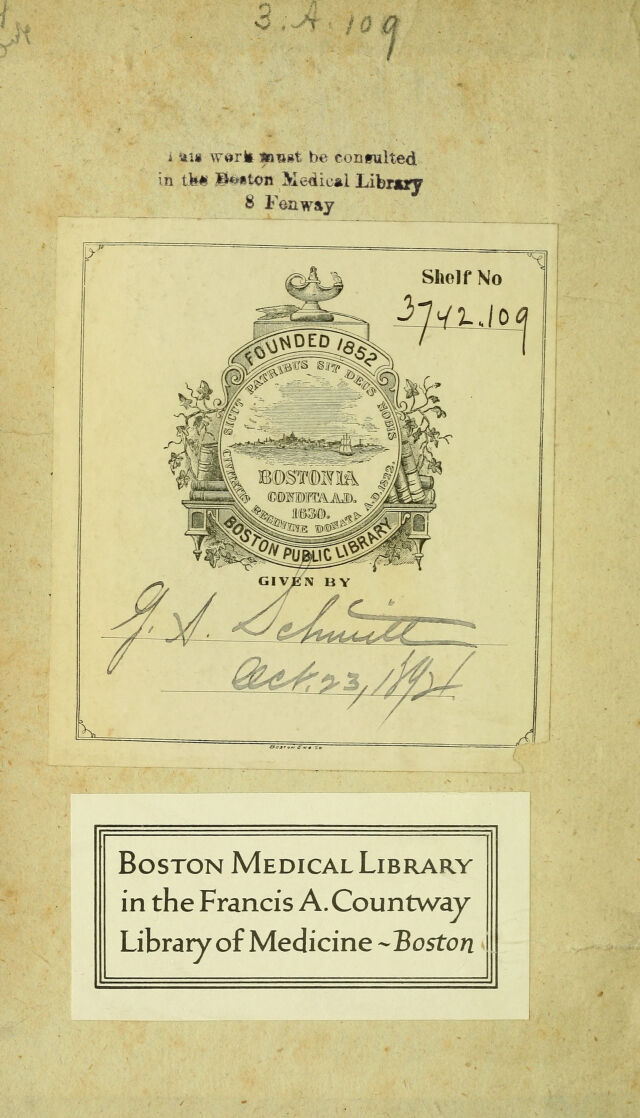 3.A.109
This work must be consulted
in the Boston Medical Library
8 Fenway
Shelf No
3742.109
FOUNDED 1852
SICUT PATRIBUS SIT DEUS NOBIS
BOSTONIA
CONDITA A.D.
1630.
CIVITATIS REGIMINE DONATA A.D. 1822.
BOSTON PUBLIC LIBRARY
GIVEN BY
G. A. Schmitt
Oct. 23, 1894
BOSTON MEDICAL LIBRARY
in the Francis A. Countway
Library of Medicine ~ Boston